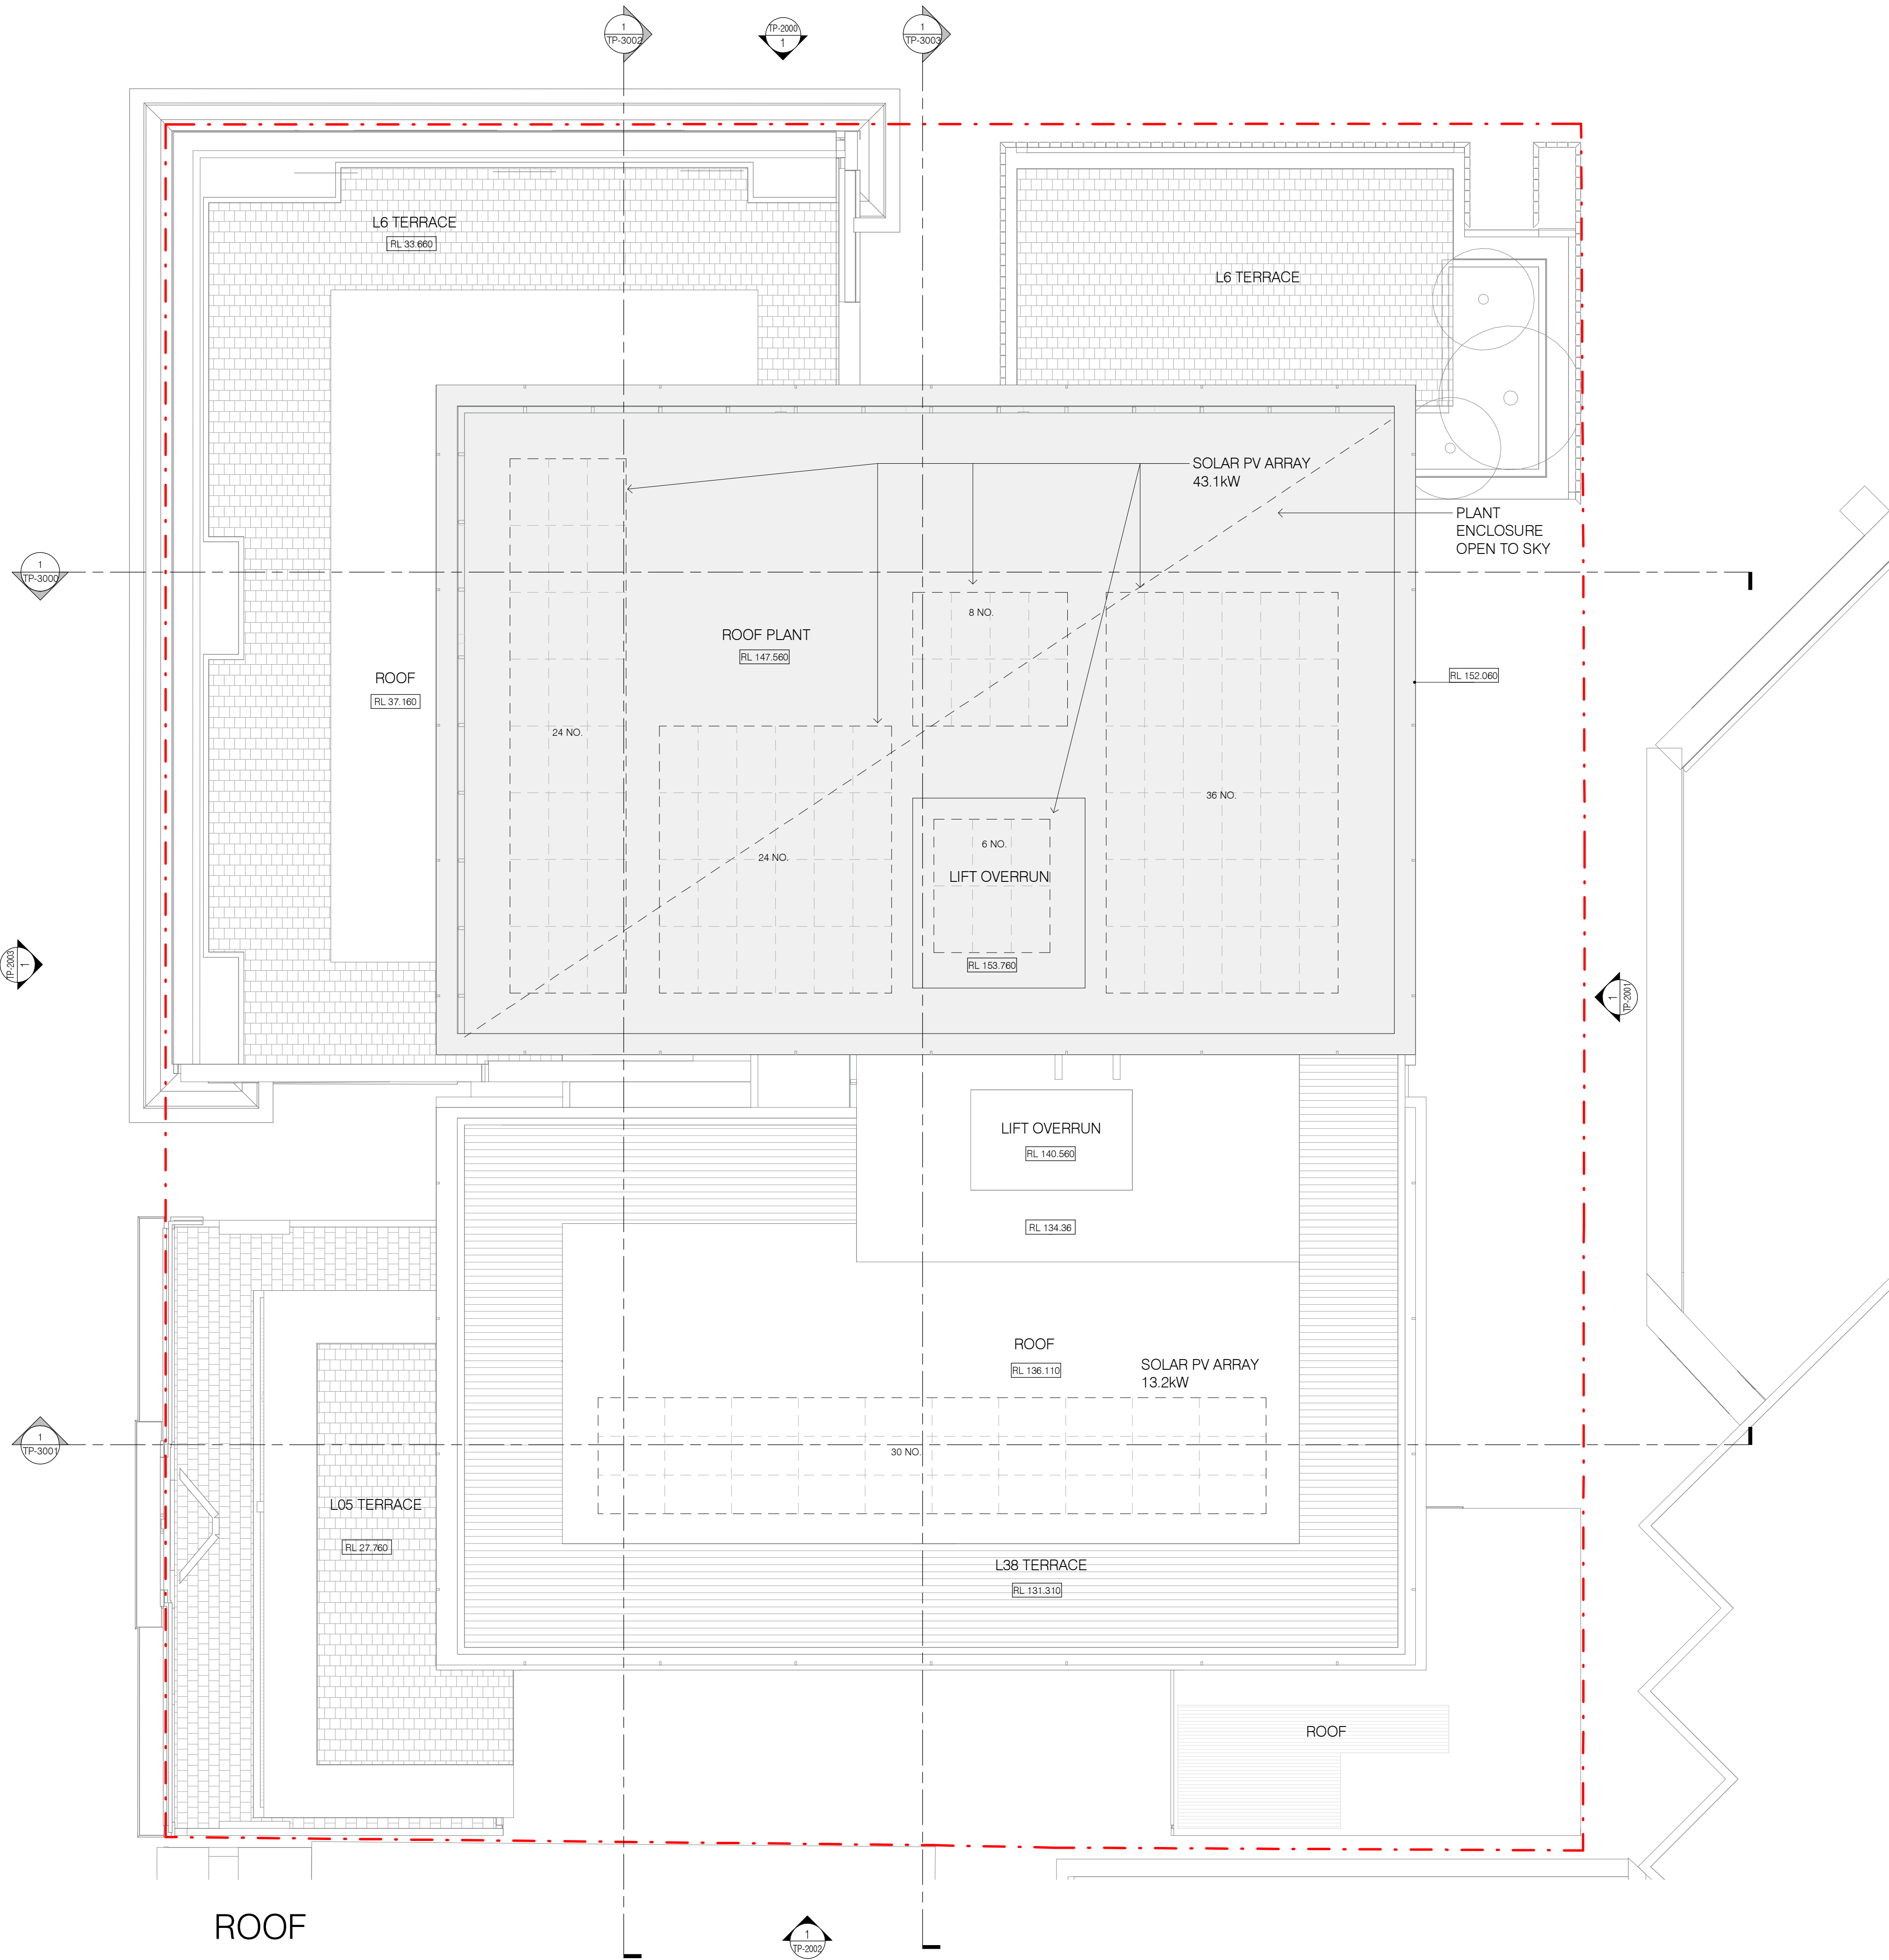 1
TP-3002
TP-2000
1
1
TP-3003
L6 TERRACE
RL 33.660
L6 TERRACE
SOLAR PV ARRAY
43.1kW
PLANT
ENCLOSURE
OPEN TO SKY
1
TP-3000
8 NO.
ROOF PLANT
RL 147.560
ROOF
RL 37.160
RL 152.060
24 NO.
36 NO.
24 NO.
6 NO.
LIFT OVERRUN
RL 153.760
TP-2003
1
1
TP-2001
LIFT OVERRUN
RL 140.560
RL 134.36
ROOF
RL 136.110
SOLAR PV ARRAY
13.2kW
1
TP-3001
30 NO.
L05 TERRACE
RL 27.760
L38 TERRACE
RL 131.310
ROOF
ROOF
1
TP-2002